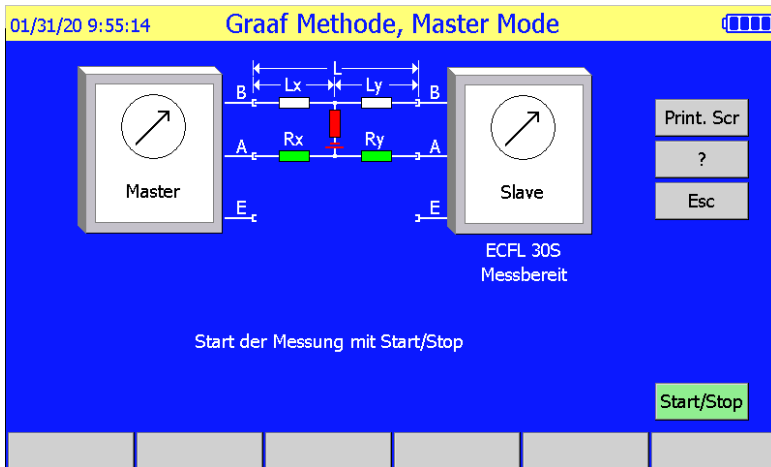 01/31/20 9:55:14 Graaf Methode, Master Mode
L
B Lx Ly B
A Rx Ry A
Master
Slave
E E
ECFL 30S
Messbereit
Start der Messung mit Start/Stop
Print. Scr
?
Esc
Start/Stop